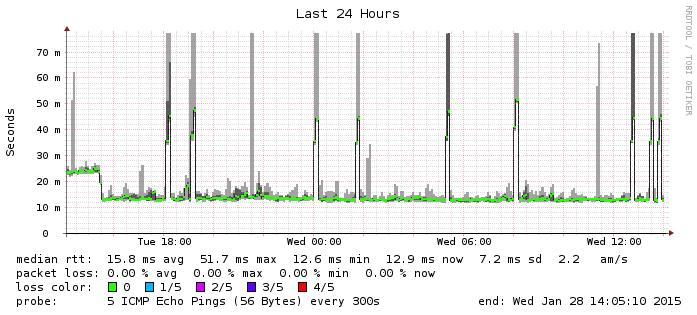 Last 24 Hours
RRDTOOL / TOBI OETIKER
Seconds
70 m
60 m
50 m
40 m
30 m
20 m
10 m
0
Tue 18:00 Wed 00:00 Wed 06:00 Wed 12:00
median rtt: 15.8 ms avg 51.7 ms max 12.6 ms min 12.9 ms now 7.2 ms sd 2.2 am/s
packet loss: 0.00 % avg 0.00 % max 0.00 % min 0.00 % now
loss color: 0 1/5 2/5 3/5 4/5
probe: 5 ICMP Echo Pings (56 Bytes) every 300s end: Wed Jan 28 14:05:10 2015